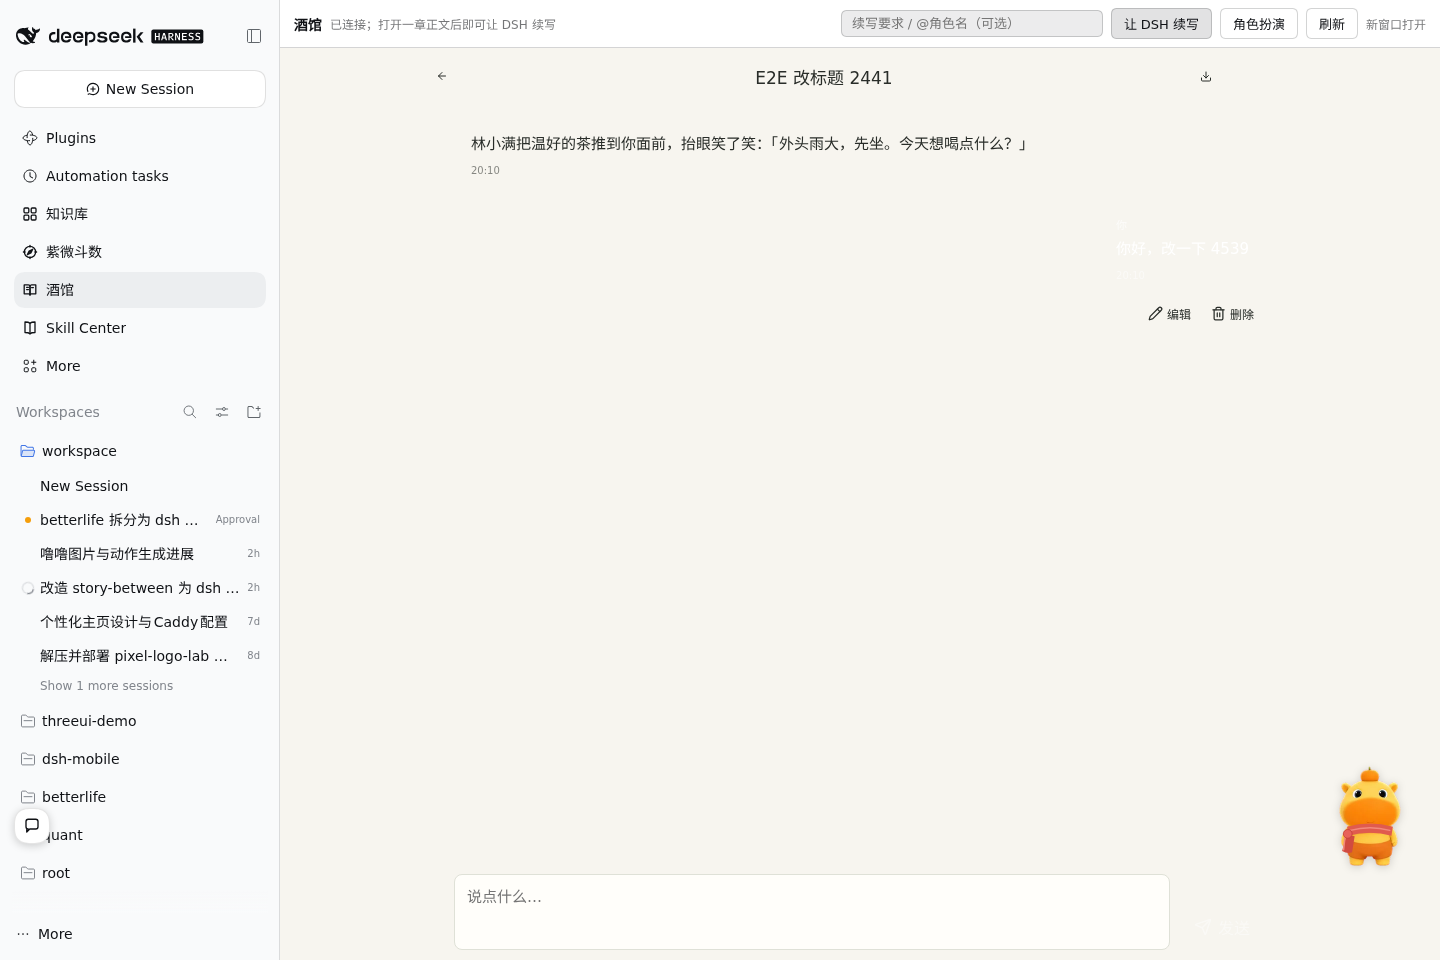 deepseek HARNESS
New Session
Plugins
Automation tasks
知识库
紫微斗数
酒馆
Skill Center
More
Workspaces
workspace
New Session
betterlife 拆分为 dsh ... Approval
噜噜图片与动作生成进展 2h
改造 story-between 为 dsh ... 2h
个性化主页设计与Caddy配置 7d
解压并部署 pixel-logo-lab ... 8d
Show 1 more sessions
threeui-demo
dsh-mobile
betterlife
quant
root
More
酒馆 已连接；打开一章正文后即可让 DSH 续写 续写要求 / @角色名（可选） 让 DSH 续写 角色扮演 刷新 新窗口打开
E2E 改标题 2441
林小满把温好的茶推到你面前，抬眼笑了笑：「外头雨大，先坐。今天想喝点什么？」
20:10
你好，改一下 4539
编辑 删除
说点什么…
发送